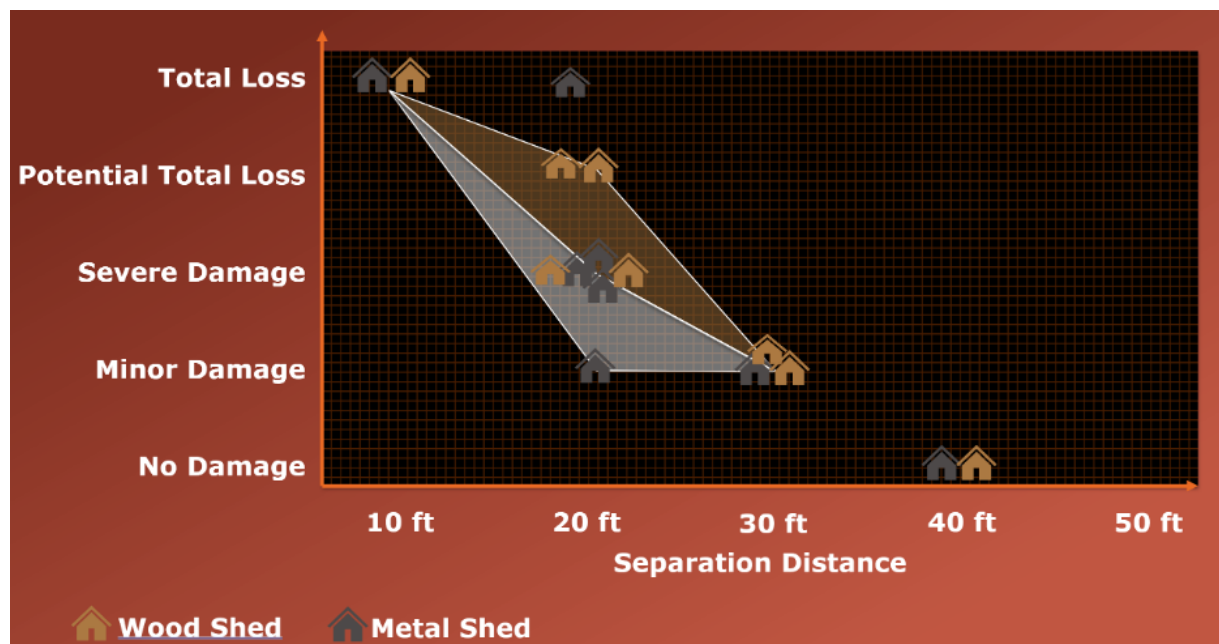 Total Loss
Potential Total Loss
Severe Damage
Minor Damage
No Damage
10 ft 20 ft 30 ft 40 ft 50 ft
Separation Distance
Wood Shed Metal Shed